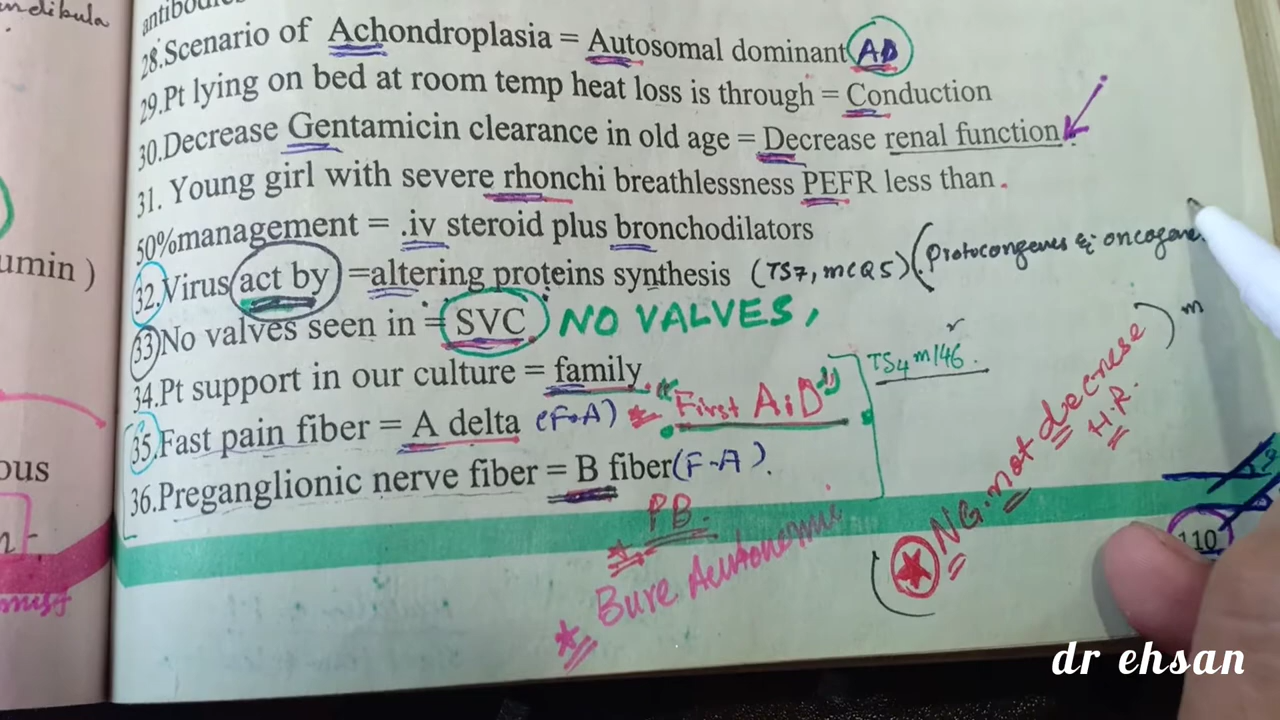 ndibula
antibodies
28.Scenario of Achondroplasia = Autosomal dominant AD
29.Pt lying on bed at room temp heat loss is through = Conduction
30.Decrease Gentamicin clearance in old age = Decrease renal function
31. Young girl with severe rhonchi breathlessness PEFR less than
50%management = .iv steroid plus bronchodilators
32.Virus act by =altering proteins synthesis (TS7, MCQ5) (protocongenes & oncogene
33)No valves seen in = SVC NO VALVES,
34.Pt support in our culture = family
TS4 m/46
35.Fast pain fiber = A delta (F.A) "First AiD"
36.Preganglionic nerve fiber = B fiber (F-A).
PB.
Bure Autonomic
NG. not decrease
H.R.
m
umin )
ous
110
dr ehsan